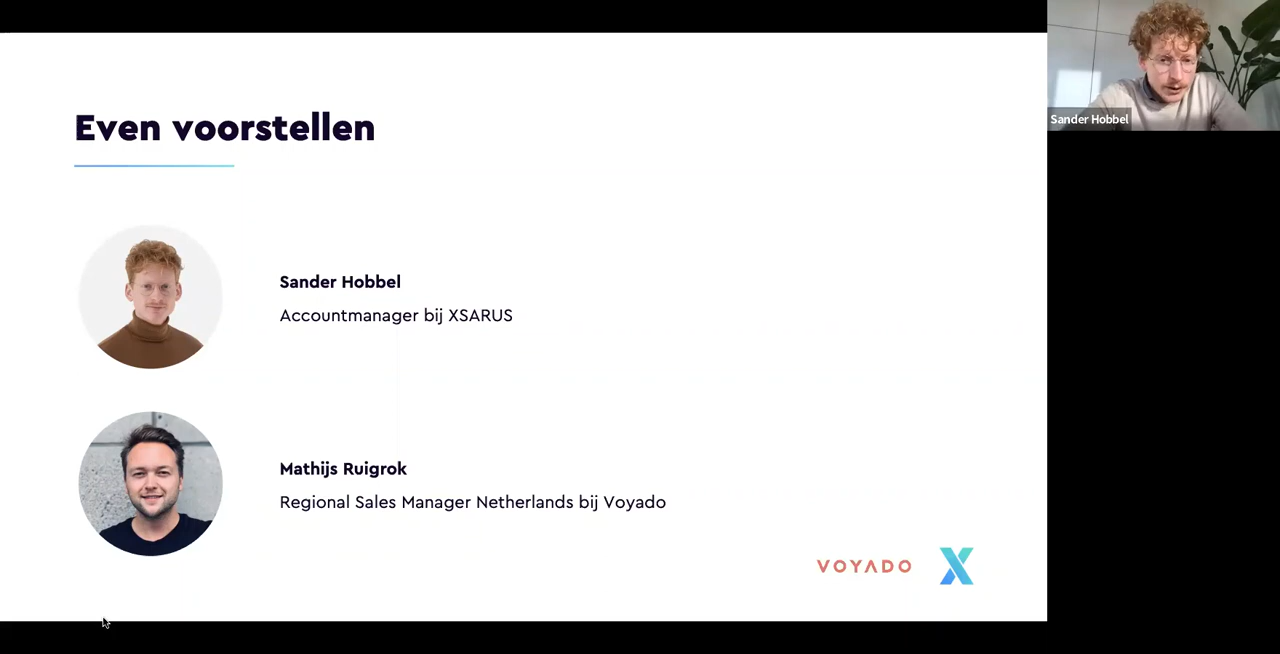 Even voorstellen
Sander Hobbel
Sander Hobbel
Accountmanager bij XSARUS
Mathijs Ruigrok
Regional Sales Manager Netherlands bij Voyado
VOYADO X